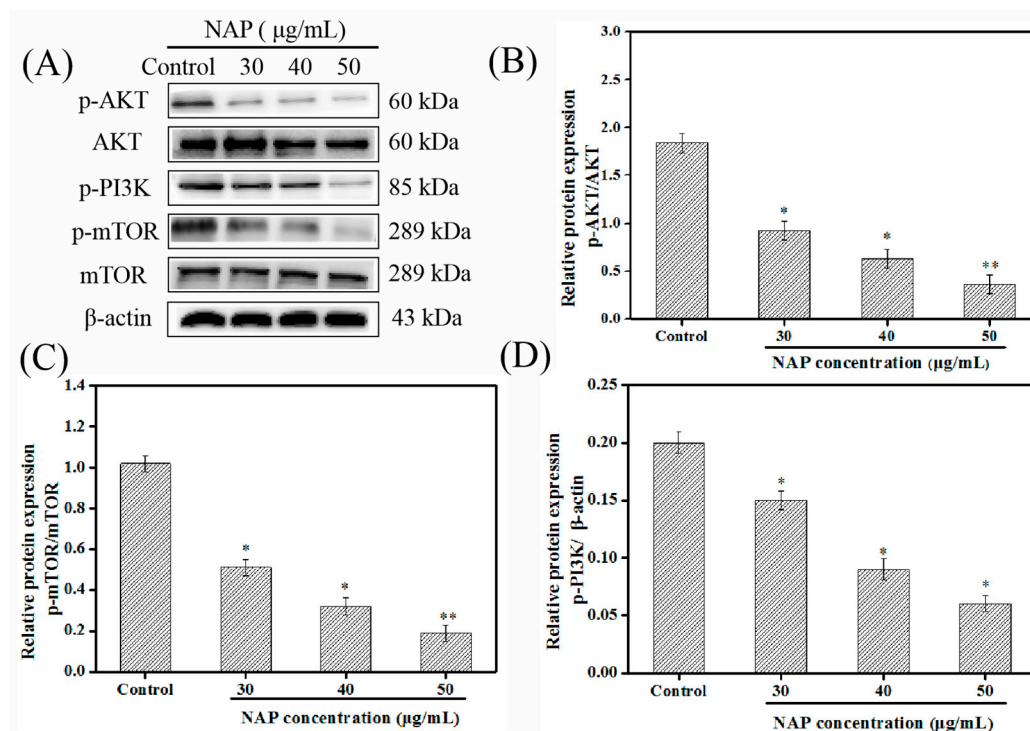 NAP ( μg/mL)
(A)
Control 30 40 50
p-AKT 60 kDa
AKT 60 kDa
p-PI3K 85 kDa
p-mTOR 289 kDa
mTOR 289 kDa
β-actin 43 kDa
(B)
Relative protein expression
p-AKT/AKT
3.0
2.5
2.0
1.5
1.0
0.5
0.0
*
*
**
Control 30 40 50
NAP concentration (μg/mL)
(C)
Relative protein expression
p-mTOR/mTOR
1.4
1.2
1.0
0.8
0.6
0.4
0.2
0.0
*
*
**
Control 30 40 50
NAP concentration (μg/mL)
(D)
Relative protein expression
p-PI3K/ β-actin
0.25
0.20
0.15
0.10
0.05
0.00
*
*
*
Control 30 40 50
NAP concentration (μg/mL)